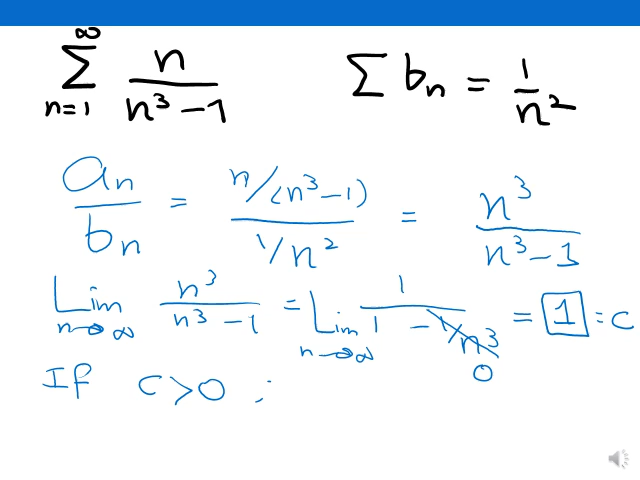 ∞
∑ n/(n³ − 1)   ∑ bₙ = 1/n²
n=1
aₙ/bₙ = n/(n³−1) / 1/n² = n³/(n³−1)
Lim n→∞ n³/(n³ − 1) = Lim n→∞ 1/(1 − 1/n³) = 1 = c
0
If c>0 :